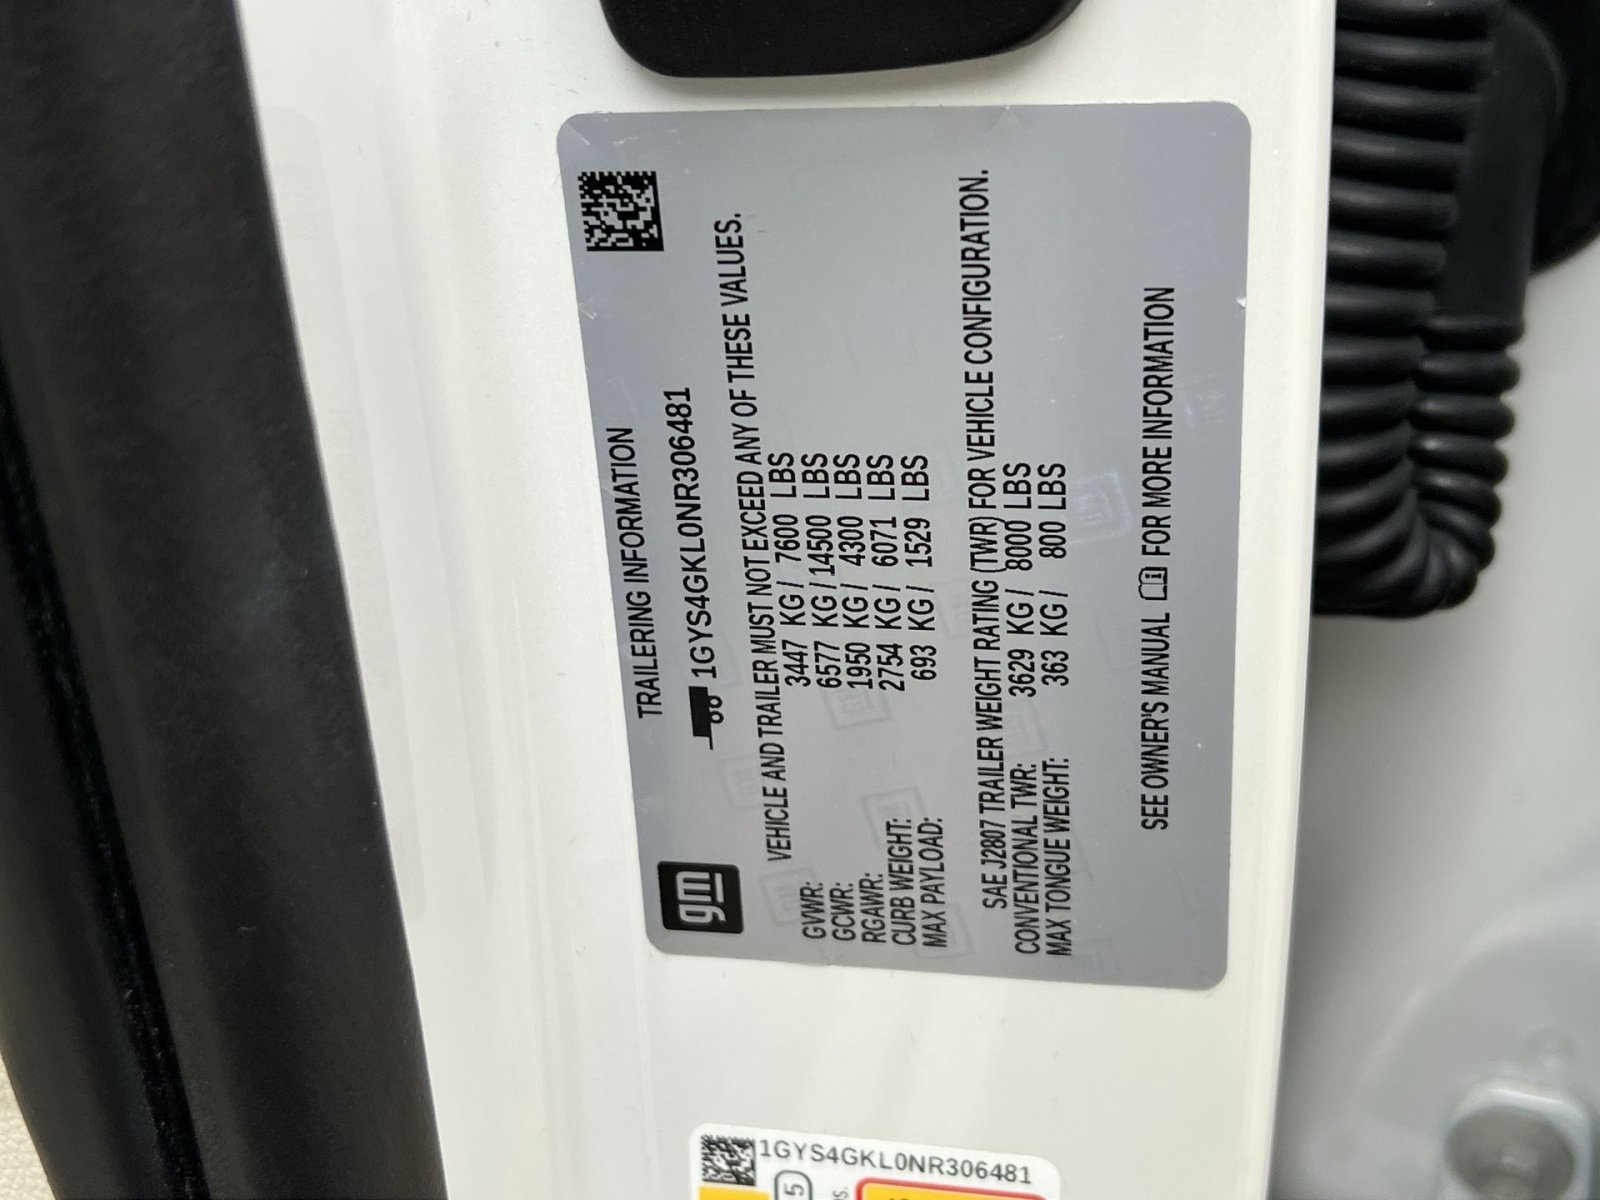 TRAILERING INFORMATION
gm
1GYS4GKL0NR306481
VEHICLE AND TRAILER MUST NOT EXCEED ANY OF THESE VALUES.
GVWR: 3447 KG / 7600 LBS
GCWR: 6577 KG / 14500 LBS
RGAWR: 1950 KG / 4300 LBS
CURB WEIGHT: 2754 KG / 6071 LBS
MAX PAYLOAD: 693 KG / 1529 LBS
SAE J2807 TRAILER WEIGHT RATING (TWR) FOR VEHICLE CONFIGURATION.
CONVENTIONAL TWR: 3629 KG / 8000 LBS
MAX TONGUE WEIGHT: 363 KG / 800 LBS
SEE OWNER'S MANUAL FOR MORE INFORMATION
1GYS4GKL0NR306481
5